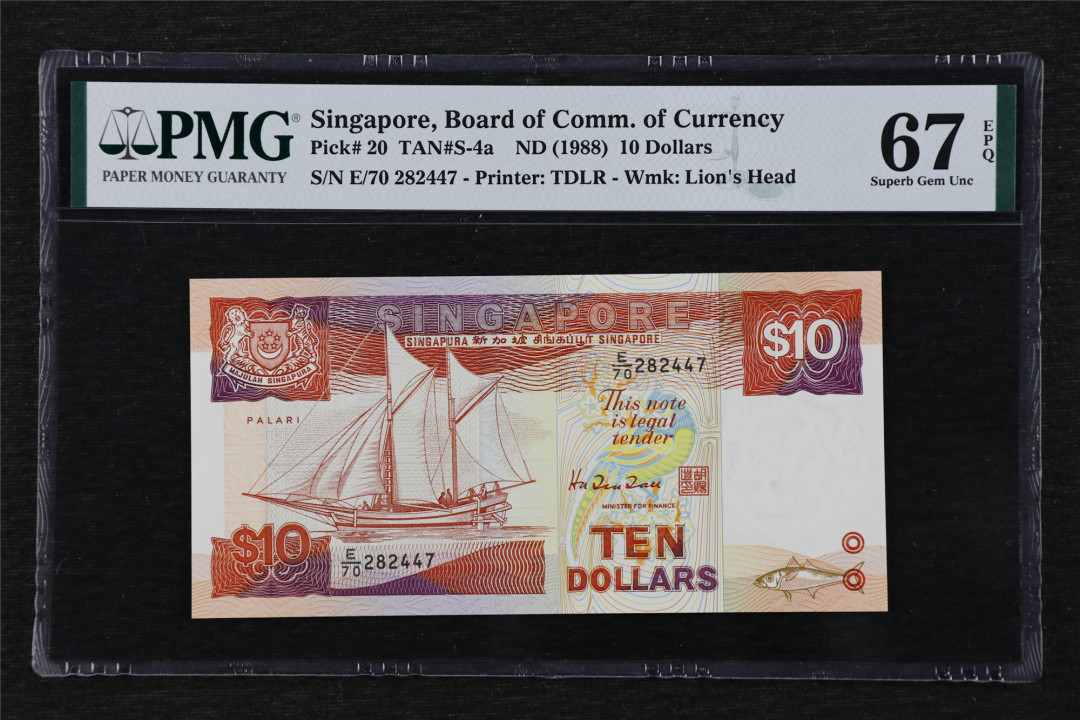 PMG®
PAPER MONEY GUARANTY
Singapore, Board of Comm. of Currency
Pick# 20 TAN#S-4a ND (1988) 10 Dollars
S/N E/70 282447 - Printer: TDLR - Wmk: Lion's Head
67
EPQ
Superb Gem Unc
SINGAPORE
SINGAPURA 新加坡 சிங்கப்பூர் SINGAPORE
$10
MAJULAH SINGAPURA
E/70 282447
PALARI
This note
is legal
tender
MINISTER FOR FINANCE
TEN
DOLLARS
$10
E/70 282447